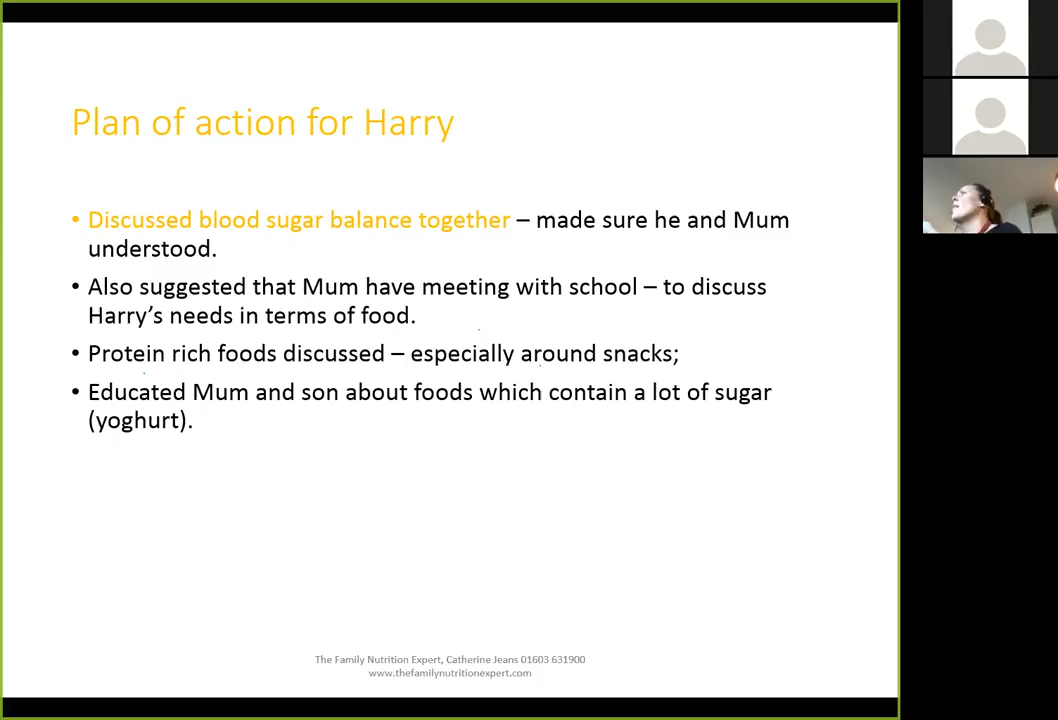 Plan of action for Harry
• Discussed blood sugar balance together – made sure he and Mum
understood.
• Also suggested that Mum have meeting with school – to discuss
Harry’s needs in terms of food.
• Protein rich foods discussed – especially around snacks;
• Educated Mum and son about foods which contain a lot of sugar
(yoghurt).
The Family Nutrition Expert, Catherine Jeans 01603 631900
www.thefamilynutritionexpert.com